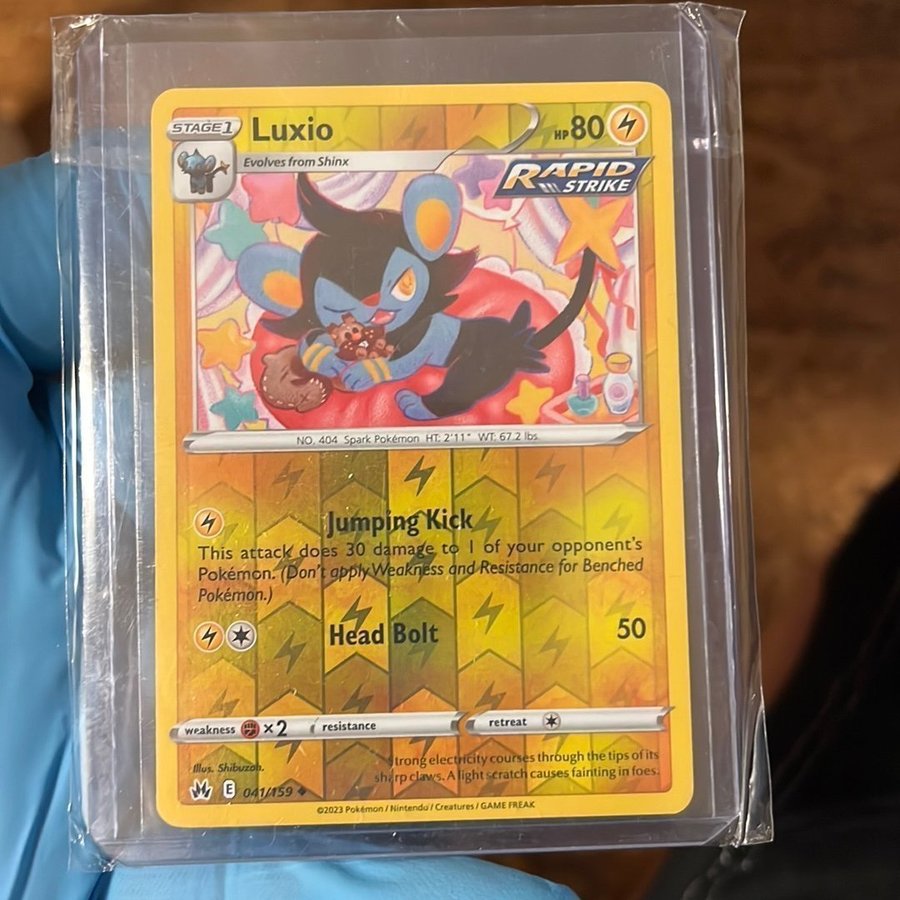 STAGE 1 Luxio HP 80
Evolves from Shinx
RAPID
STRIKE
NO. 404 Spark Pokémon HT: 2'11" WT: 67.2 lbs.
Jumping Kick
This attack does 30 damage to 1 of your opponent's
Pokémon. (Don't apply Weakness and Resistance for Benched
Pokémon.)
Head Bolt 50
weakness ×2 resistance retreat
Illus. Shibuzoh.
Strong electricity courses through the tips of its
sharp claws. A light scratch causes fainting in foes.
E 041/159
©2023 Pokémon / Nintendo / Creatures / GAME FREAK